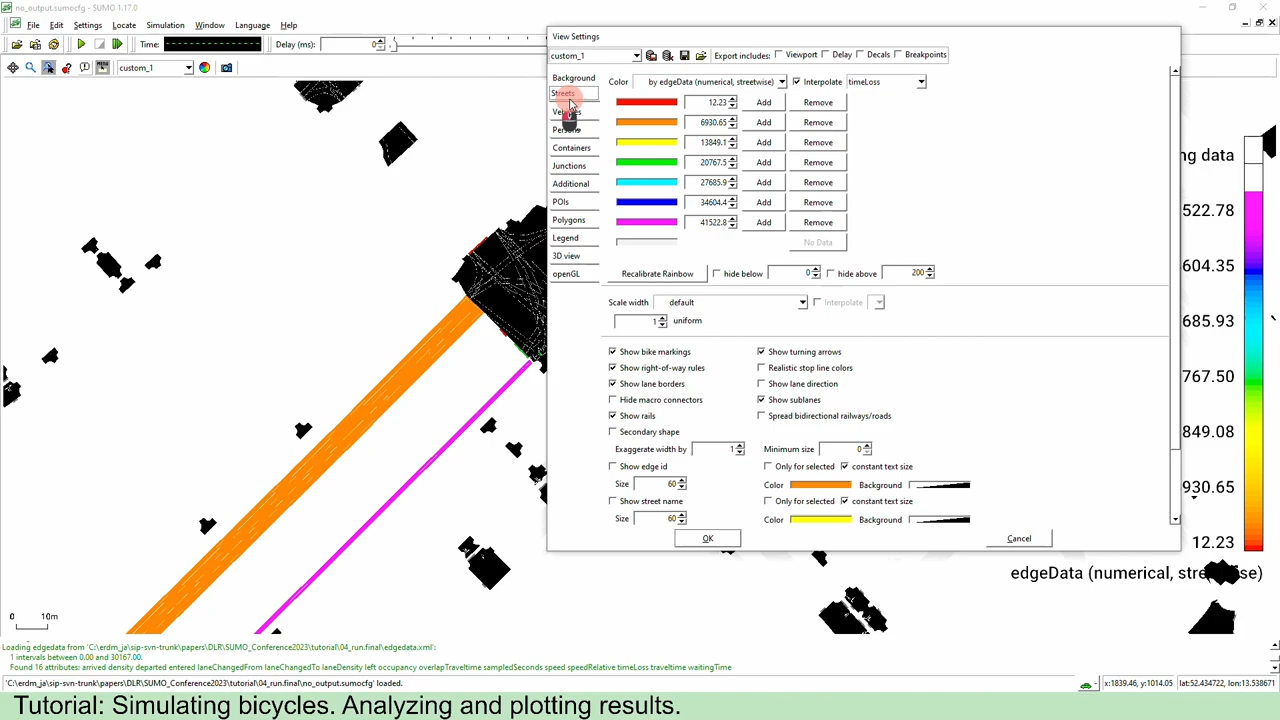 no_output.sumocfg - SUMO 1.17.0
File Edit Settings Locate Simulation Window Language Help
Time: Delay (ms): 0
custom_1
View Settings
custom_1 Export includes: Viewport Delay Decals Breakpoints
Background
Streets
Persons
Containers
Junctions
Additional
POIs
Polygons
Legend
3D view
openGL
Color by edgeData (numerical, streetwise) Interpolate timeLoss
12.23 Add Remove
6930.65 Add Remove
13849.1 Add Remove
20767.5 Add Remove
27685.9 Add Remove
34604.4 Add Remove
41522.8 Add Remove
No Data
Recalibrate Rainbow hide below 0 hide above 200
Scale width default Interpolate
1 uniform
Show bike markings Show turning arrows
Show right-of-way rules Realistic stop line colors
Show lane borders Show lane direction
Hide macro connectors Show sublanes
Show rails Spread bidirectional railways/roads
Secondary shape
Exaggerate width by 1 Minimum size 0
Show edge id Only for selected constant text size
Size 60 Color Background
Show street name Only for selected constant text size
Size 60 Color Background
OK Cancel
ng data
522.78
604.35
685.93
767.50
849.08
930.65
12.23
edgeData (numerical,
0 10m
Loading edgedata from 'C:\erdm_ja\sip-svn-trunk\papers\DLR\SUMO_Conference2023\tutorial\04_run.final\edgedata.xml':
1 intervals between 0.00 and 30167.00.
Found 16 attributes: arrived density departed entered laneChangedFrom laneChangedTo laneDensity left occupancy overlapTraveltime sampledSeconds speed speedRelative timeLoss traveltime waitingTime
'C:\erdm_ja\sip-svn-trunk\papers\DLR\SUMO_Conference2023\tutorial\04_run.final\no_output.sumocfg' loaded.
x:1839.46, y:1014.05 lat:52.434722, lon:13.538671
Tutorial: Simulating bicycles. Analyzing and plotting results.